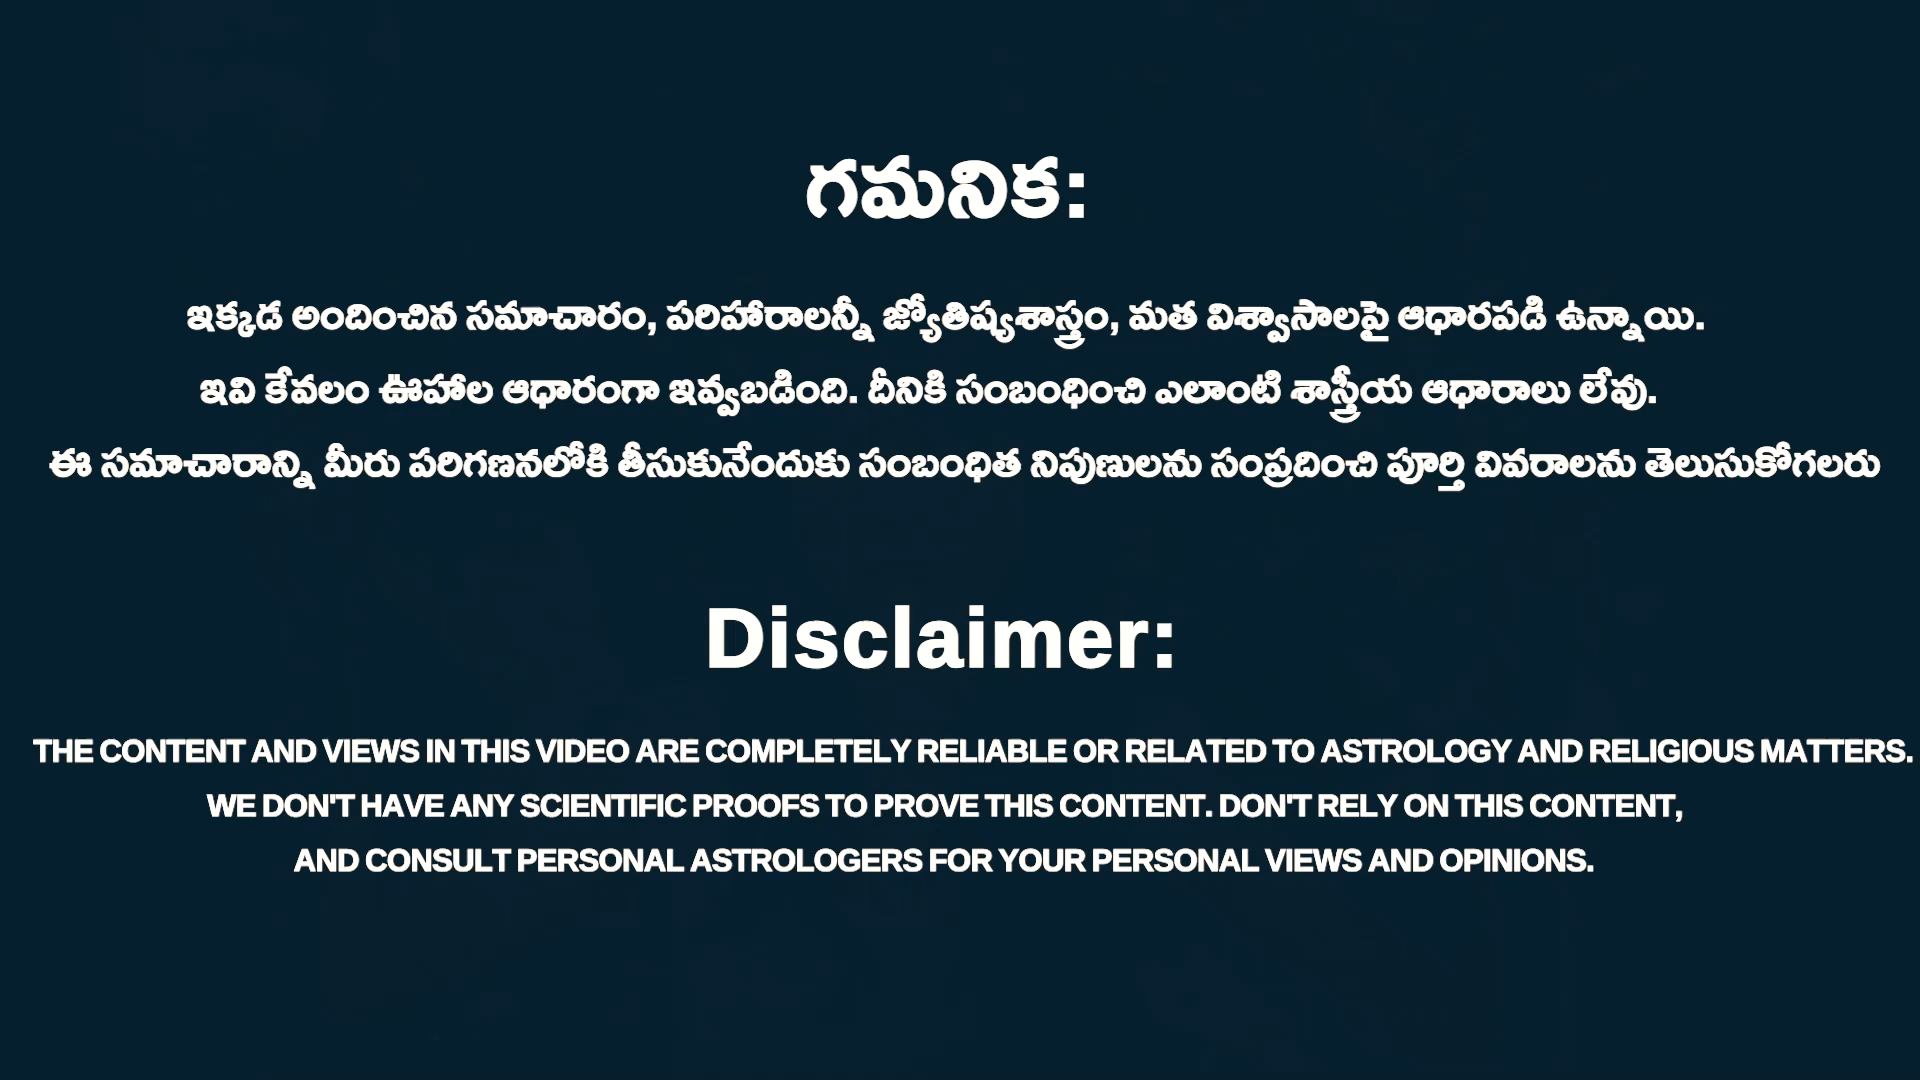 గమనిక:
ఇక్కడ అందించిన సమాచారం, పరిహారాలన్నీ జ్యోతిష్యశాస్త్రం, మత విశ్వాసాలపై ఆధారపడి ఉన్నాయి.
ఇవి కేవలం ఊహాల ఆధారంగా ఇవ్వబడింది. దీనికి సంబంధించి ఎలాంటి శాస్త్రీయ ఆధారాలు లేవు.
ఈ సమాచారాన్ని మీరు పరిగణనలోకి తీసుకునేందుకు సంబంధిత నిపుణులను సంప్రదించి పూర్తి వివరాలను తెలుసుకోగలరు
Disclaimer:
THE CONTENT AND VIEWS IN THIS VIDEO ARE COMPLETELY RELIABLE OR RELATED TO ASTROLOGY AND RELIGIOUS MATTERS.
WE DON'T HAVE ANY SCIENTIFIC PROOFS TO PROVE THIS CONTENT. DON'T RELY ON THIS CONTENT,
AND CONSULT PERSONAL ASTROLOGERS FOR YOUR PERSONAL VIEWS AND OPINIONS.